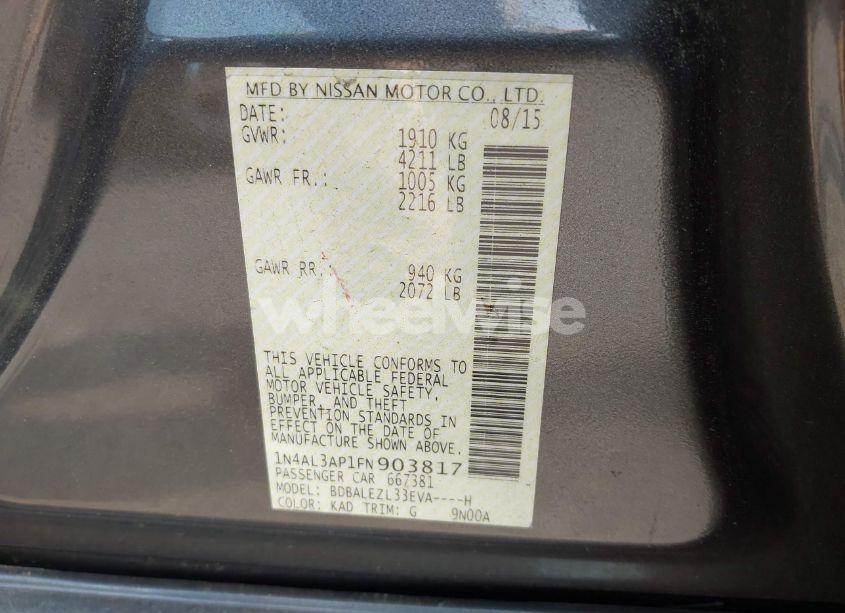 MFD BY NISSAN MOTOR CO., LTD.
DATE: 08/15
GVWR: 1910 KG
4211 LB
GAWR FR.: 1005 KG
2216 LB
GAWR RR. 940 KG
2072 LB
wheelwise
THIS VEHICLE CONFORMS TO
ALL APPLICABLE FEDERAL
MOTOR VEHICLE SAFETY,
BUMPER, AND THEFT
PREVENTION STANDARDS IN
EFFECT ON THE DATE OF
MANUFACTURE SHOWN ABOVE.
1N4AL3AP1FN903817
PASSENGER CAR 667381
MODEL: BDBALEZL33EVA----H
COLOR: KAD TRIM: G 9N00A